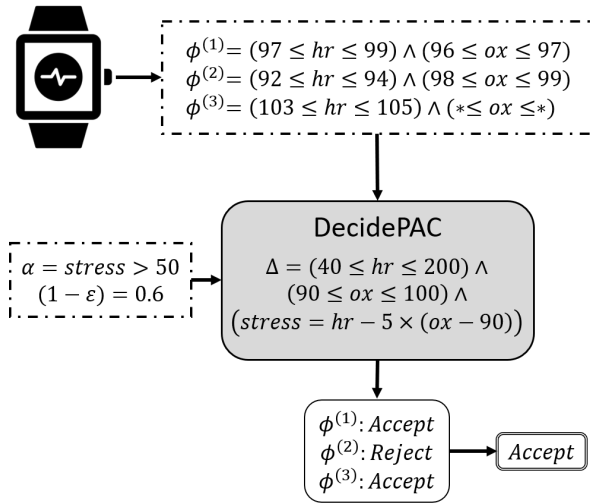 ϕ⁽¹⁾= (97 ≤ hr ≤ 99) ∧ (96 ≤ ox ≤ 97)
ϕ⁽²⁾= (92 ≤ hr ≤ 94) ∧ (98 ≤ ox ≤ 99)
ϕ⁽³⁾= (103 ≤ hr ≤ 105) ∧ (∗≤ ox ≤∗)
DecidePAC
Δ = (40 ≤ hr ≤ 200) ∧
(90 ≤ ox ≤ 100) ∧
(stress = hr − 5 × (ox − 90))
α = stress > 50
(1 − ε) = 0.6
ϕ⁽¹⁾: Accept
ϕ⁽²⁾: Reject
ϕ⁽³⁾: Accept
Accept